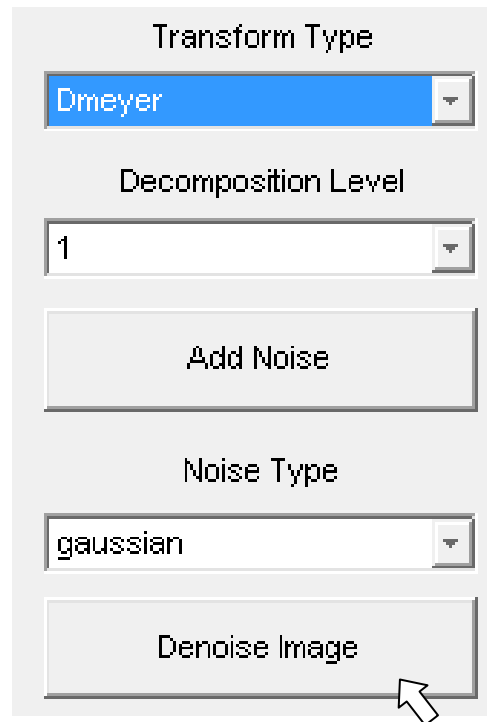 Transform Type
Dmeyer
Decomposition Level
1
Add Noise
Noise Type
gaussian
Denoise Image